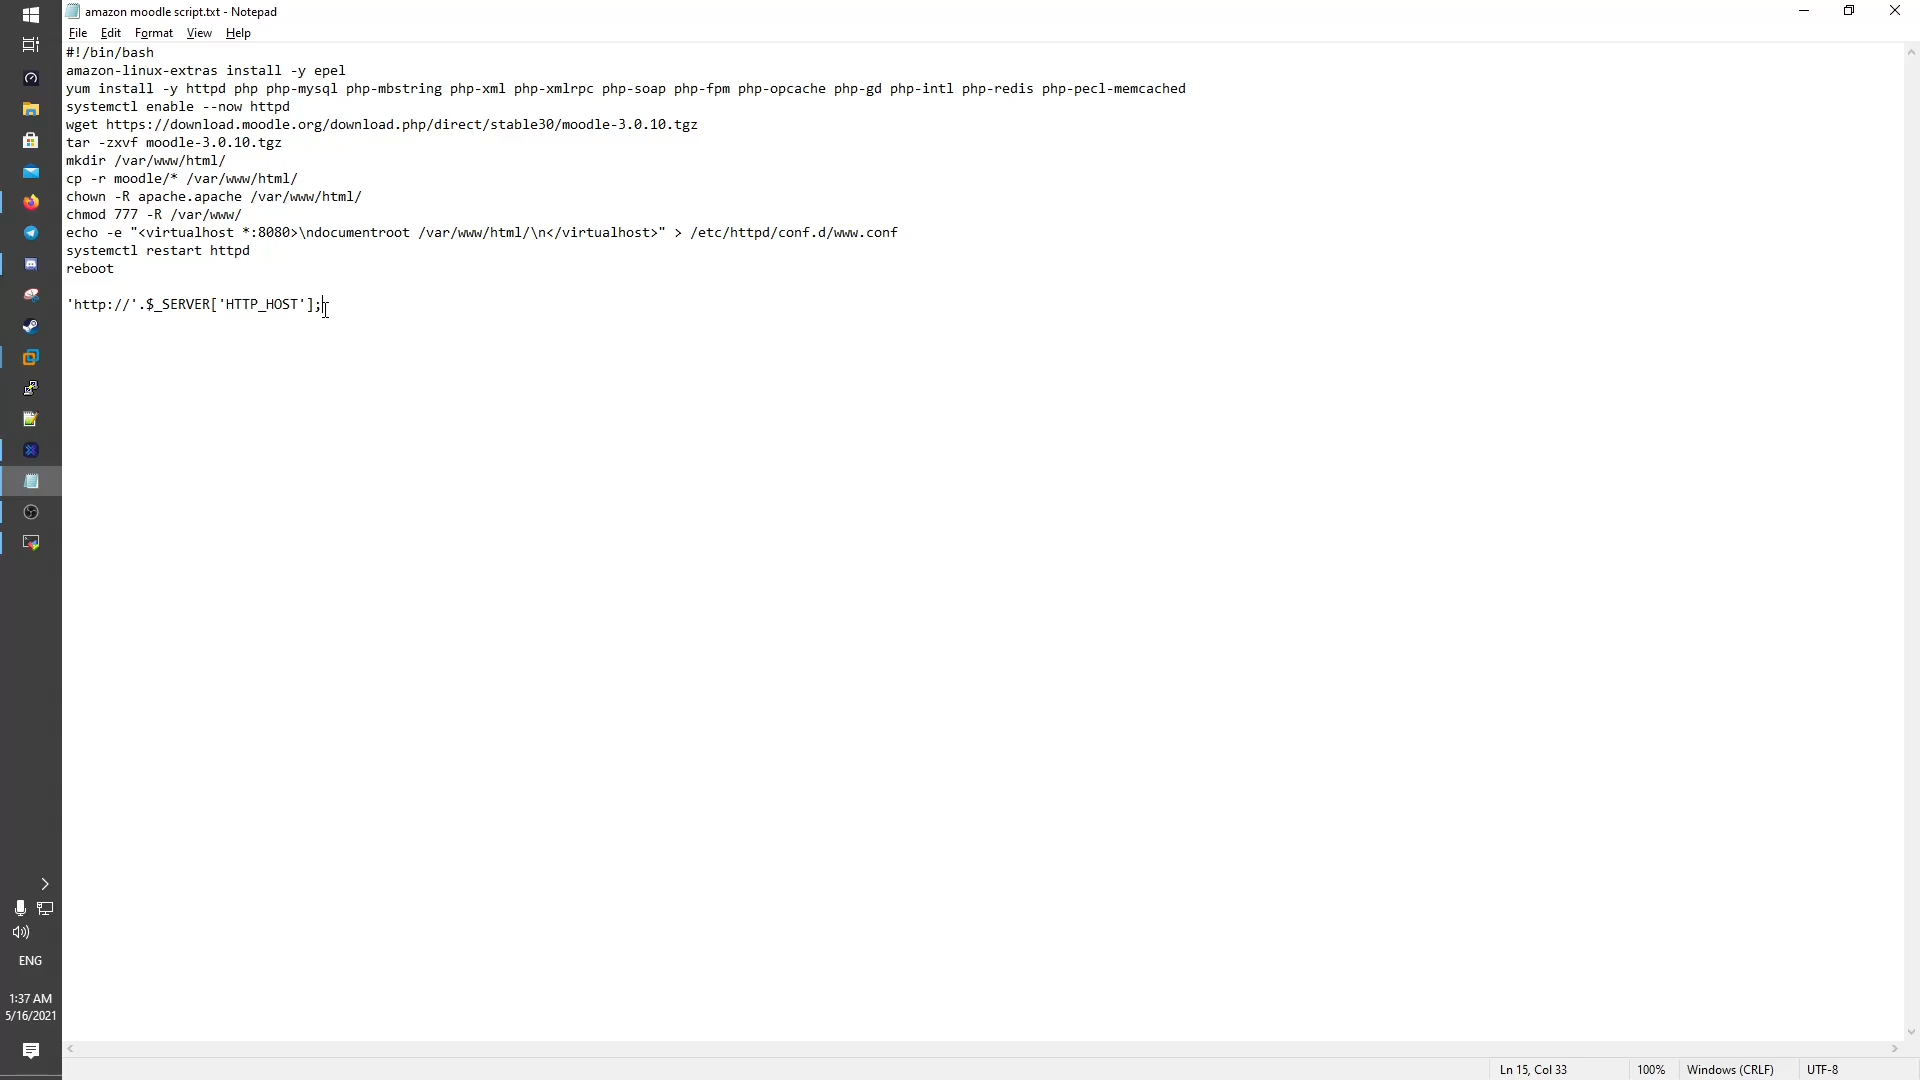 amazon moodle script.txt - Notepad
File Edit Format View Help
#!/bin/bash
amazon-linux-extras install -y epel
yum install -y httpd php php-mysql php-mbstring php-xml php-xmlrpc php-soap php-fpm php-opcache php-gd php-intl php-redis php-pecl-memcached
systemctl enable --now httpd
wget https://download.moodle.org/download.php/direct/stable30/moodle-3.0.10.tgz
tar -zxvf moodle-3.0.10.tgz
mkdir /var/www/html/
cp -r moodle/* /var/www/html/
chown -R apache.apache /var/www/html/
chmod 777 -R /var/www/
echo -e "<virtualhost *:8080>\ndocumentroot /var/www/html/\n</virtualhost>" > /etc/httpd/conf.d/www.conf
systemctl restart httpd
reboot
'http://'.$_SERVER['HTTP_HOST'];
ENG
1:37 AM
5/16/2021
Ln 15, Col 33 100% Windows (CRLF) UTF-8